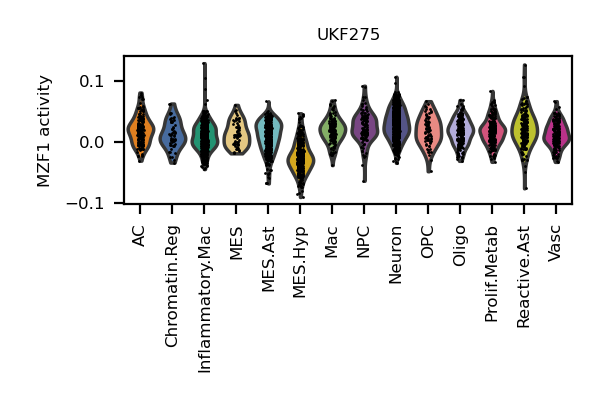 UKF275
MZF1 activity
0.1
0.0
−0.1
AC
Chromatin.Reg
Inflammatory.Mac
MES
MES.Ast
MES.Hyp
Mac
NPC
Neuron
OPC
Oligo
Prolif.Metab
Reactive.Ast
Vasc